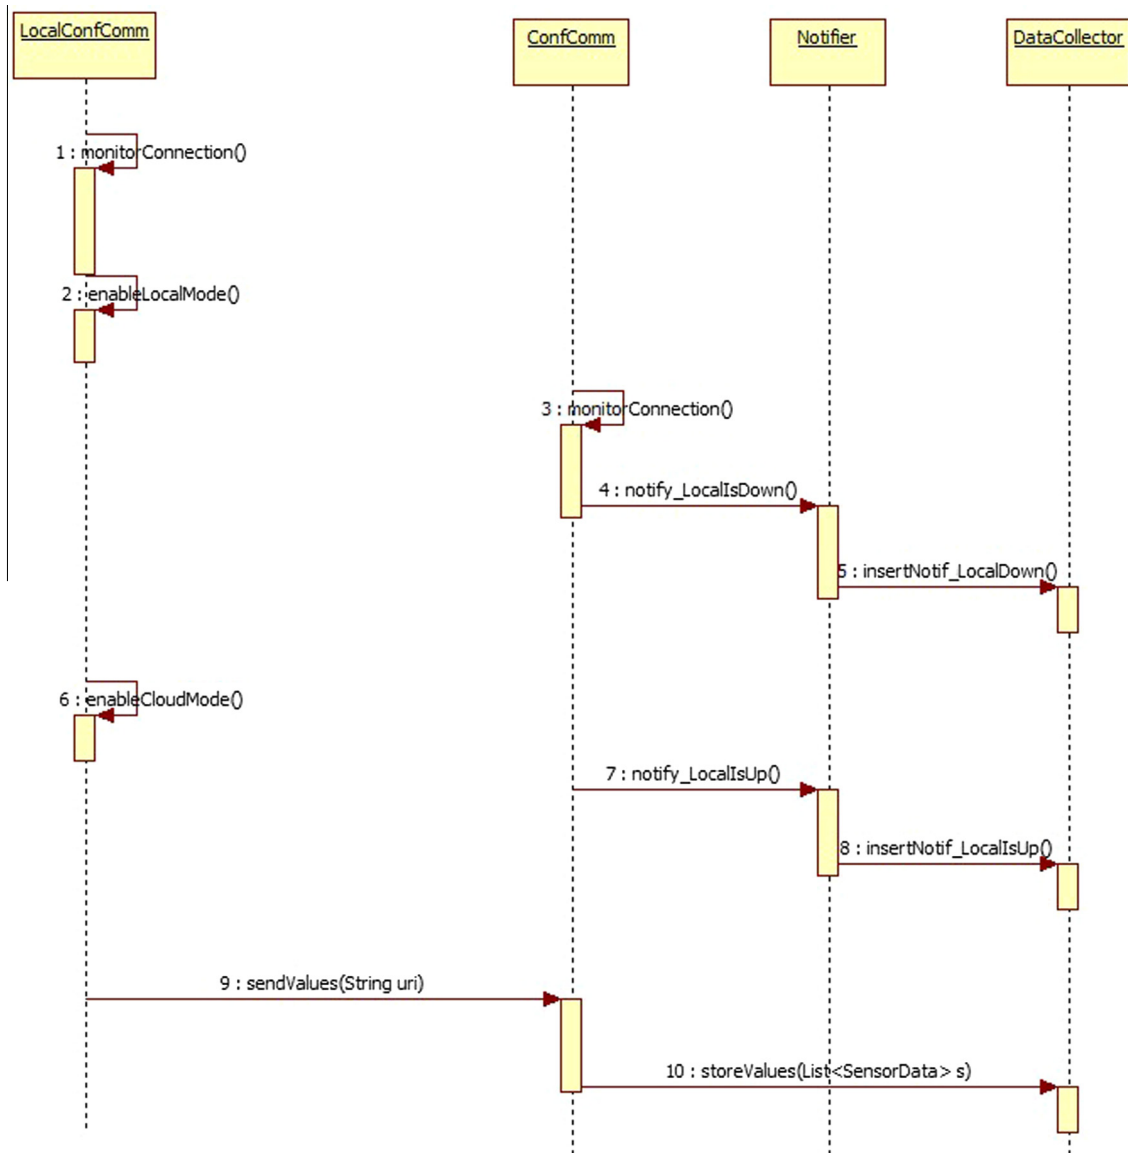 LocalConfComm
ConfComm
Notifier
DataCollector
1 : monitorConnection()
2 : enableLocalMode()
3 : monitorConnection()
4 : notify_LocalIsDown()
5 : insertNotif_LocalDown()
6 : enableCloudMode()
7 : notify_LocalIsUp()
8 : insertNotif_LocalIsUp()
9 : sendValues(String uri)
10 : storeValues(List<SensorData> s)